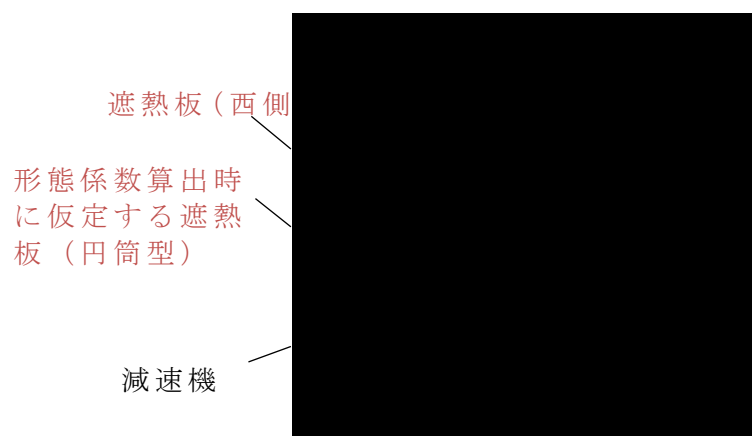 遮熱板(西側
形態係数算出時
に仮定する遮熱
板(円筒型)
減速機